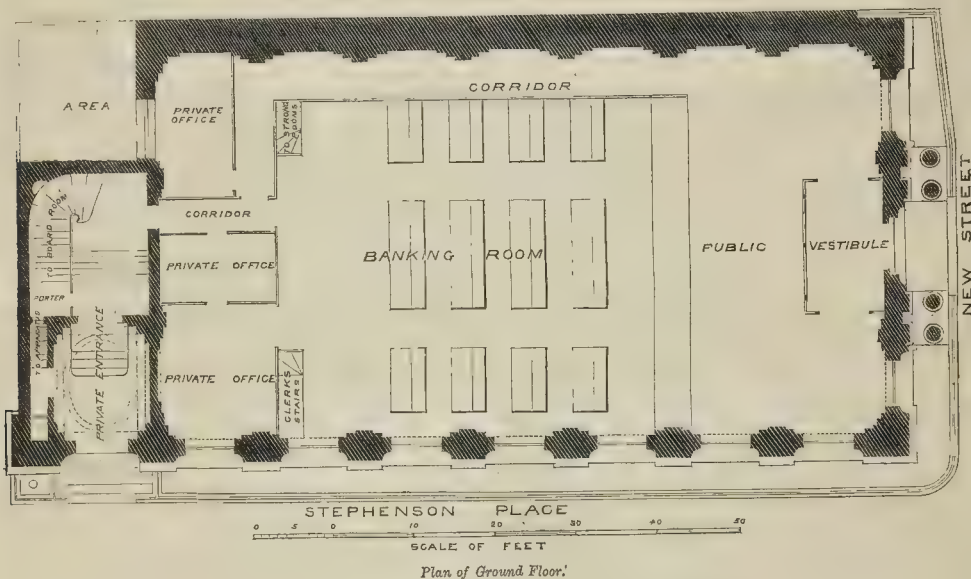 CORRIDOR
AREA
PRIVATE
OFFICE
TO STRONG
ROOMS
TO BOARD ROOM
CORRIDOR
NEW STREET
BANKING ROOM
PUBLIC
VESTIBULE
PRIVATE OFFICE
PORTER
PRIVATE ENTRANCE
PRIVATE OFFICE
CLERKS
STAIRS
STEPHENSON PLACE
0 5 0 10 20 30 40 50
SCALE OF FEET
Plan of Ground Floor.